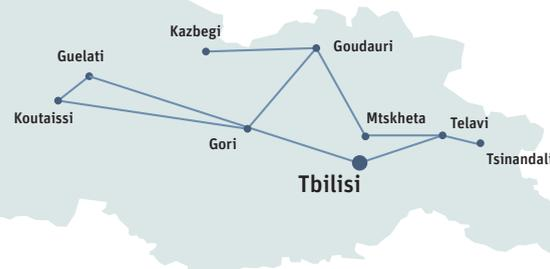 Kazbegi
Goudauri
Guelati
Koutaissi
Gori
Mtskheta
Telavi
Tsinandali
Tbilisi